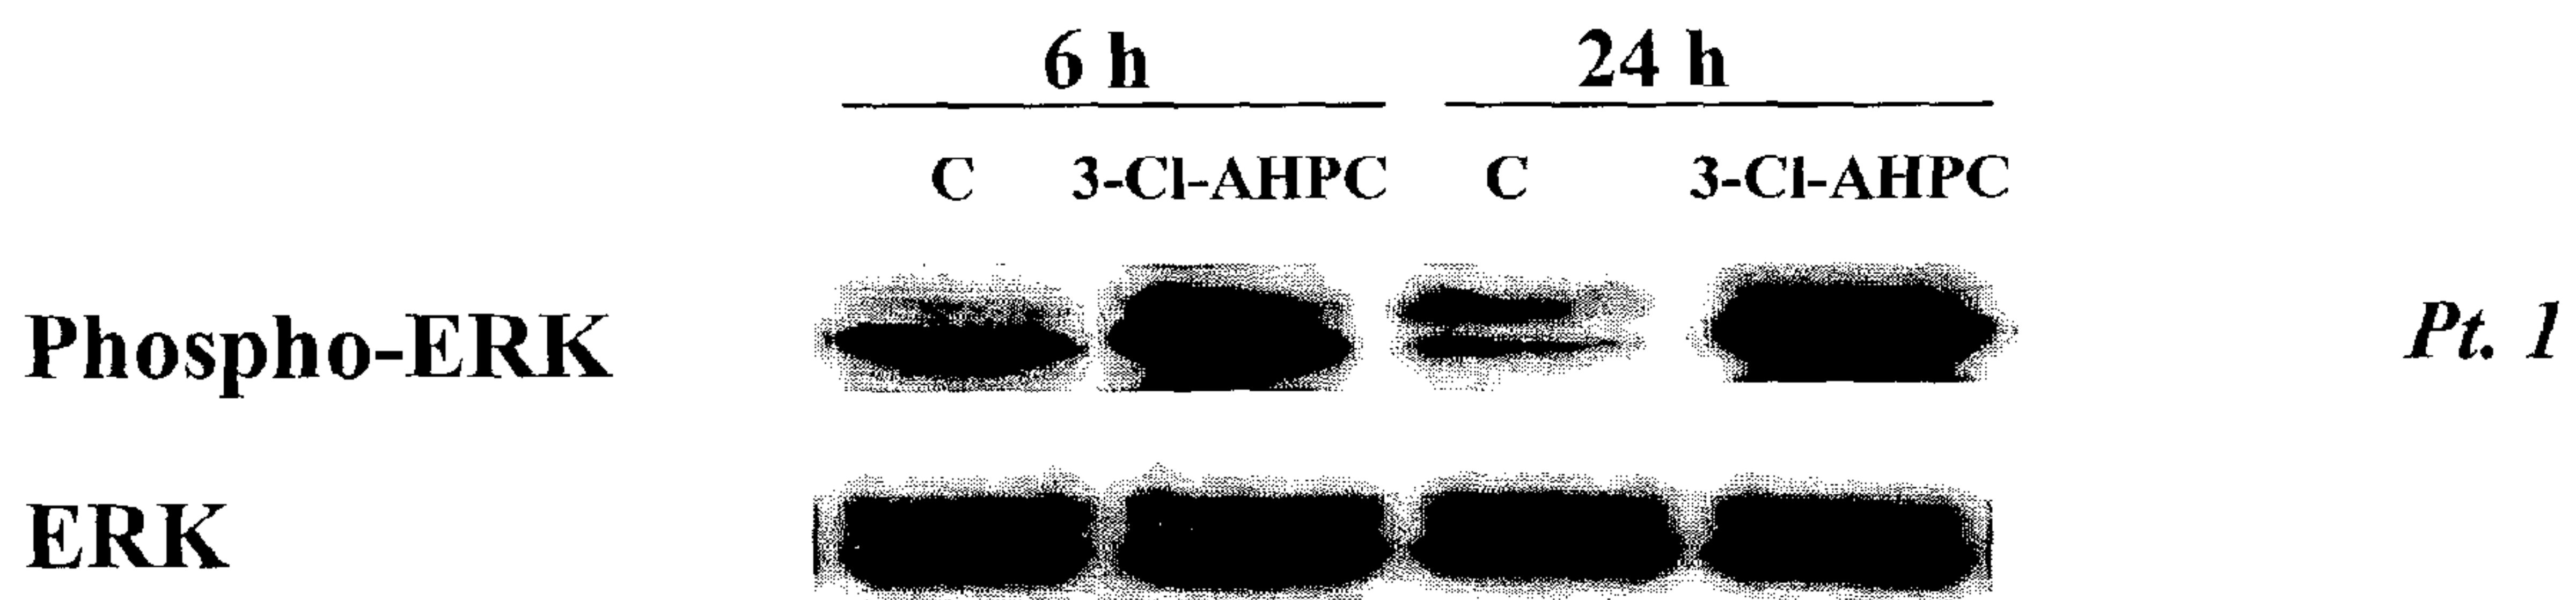 6 h 24 h
C 3-Cl-AHPC C 3-Cl-AHPC
Phospho-ERK Pt. 1
ERK